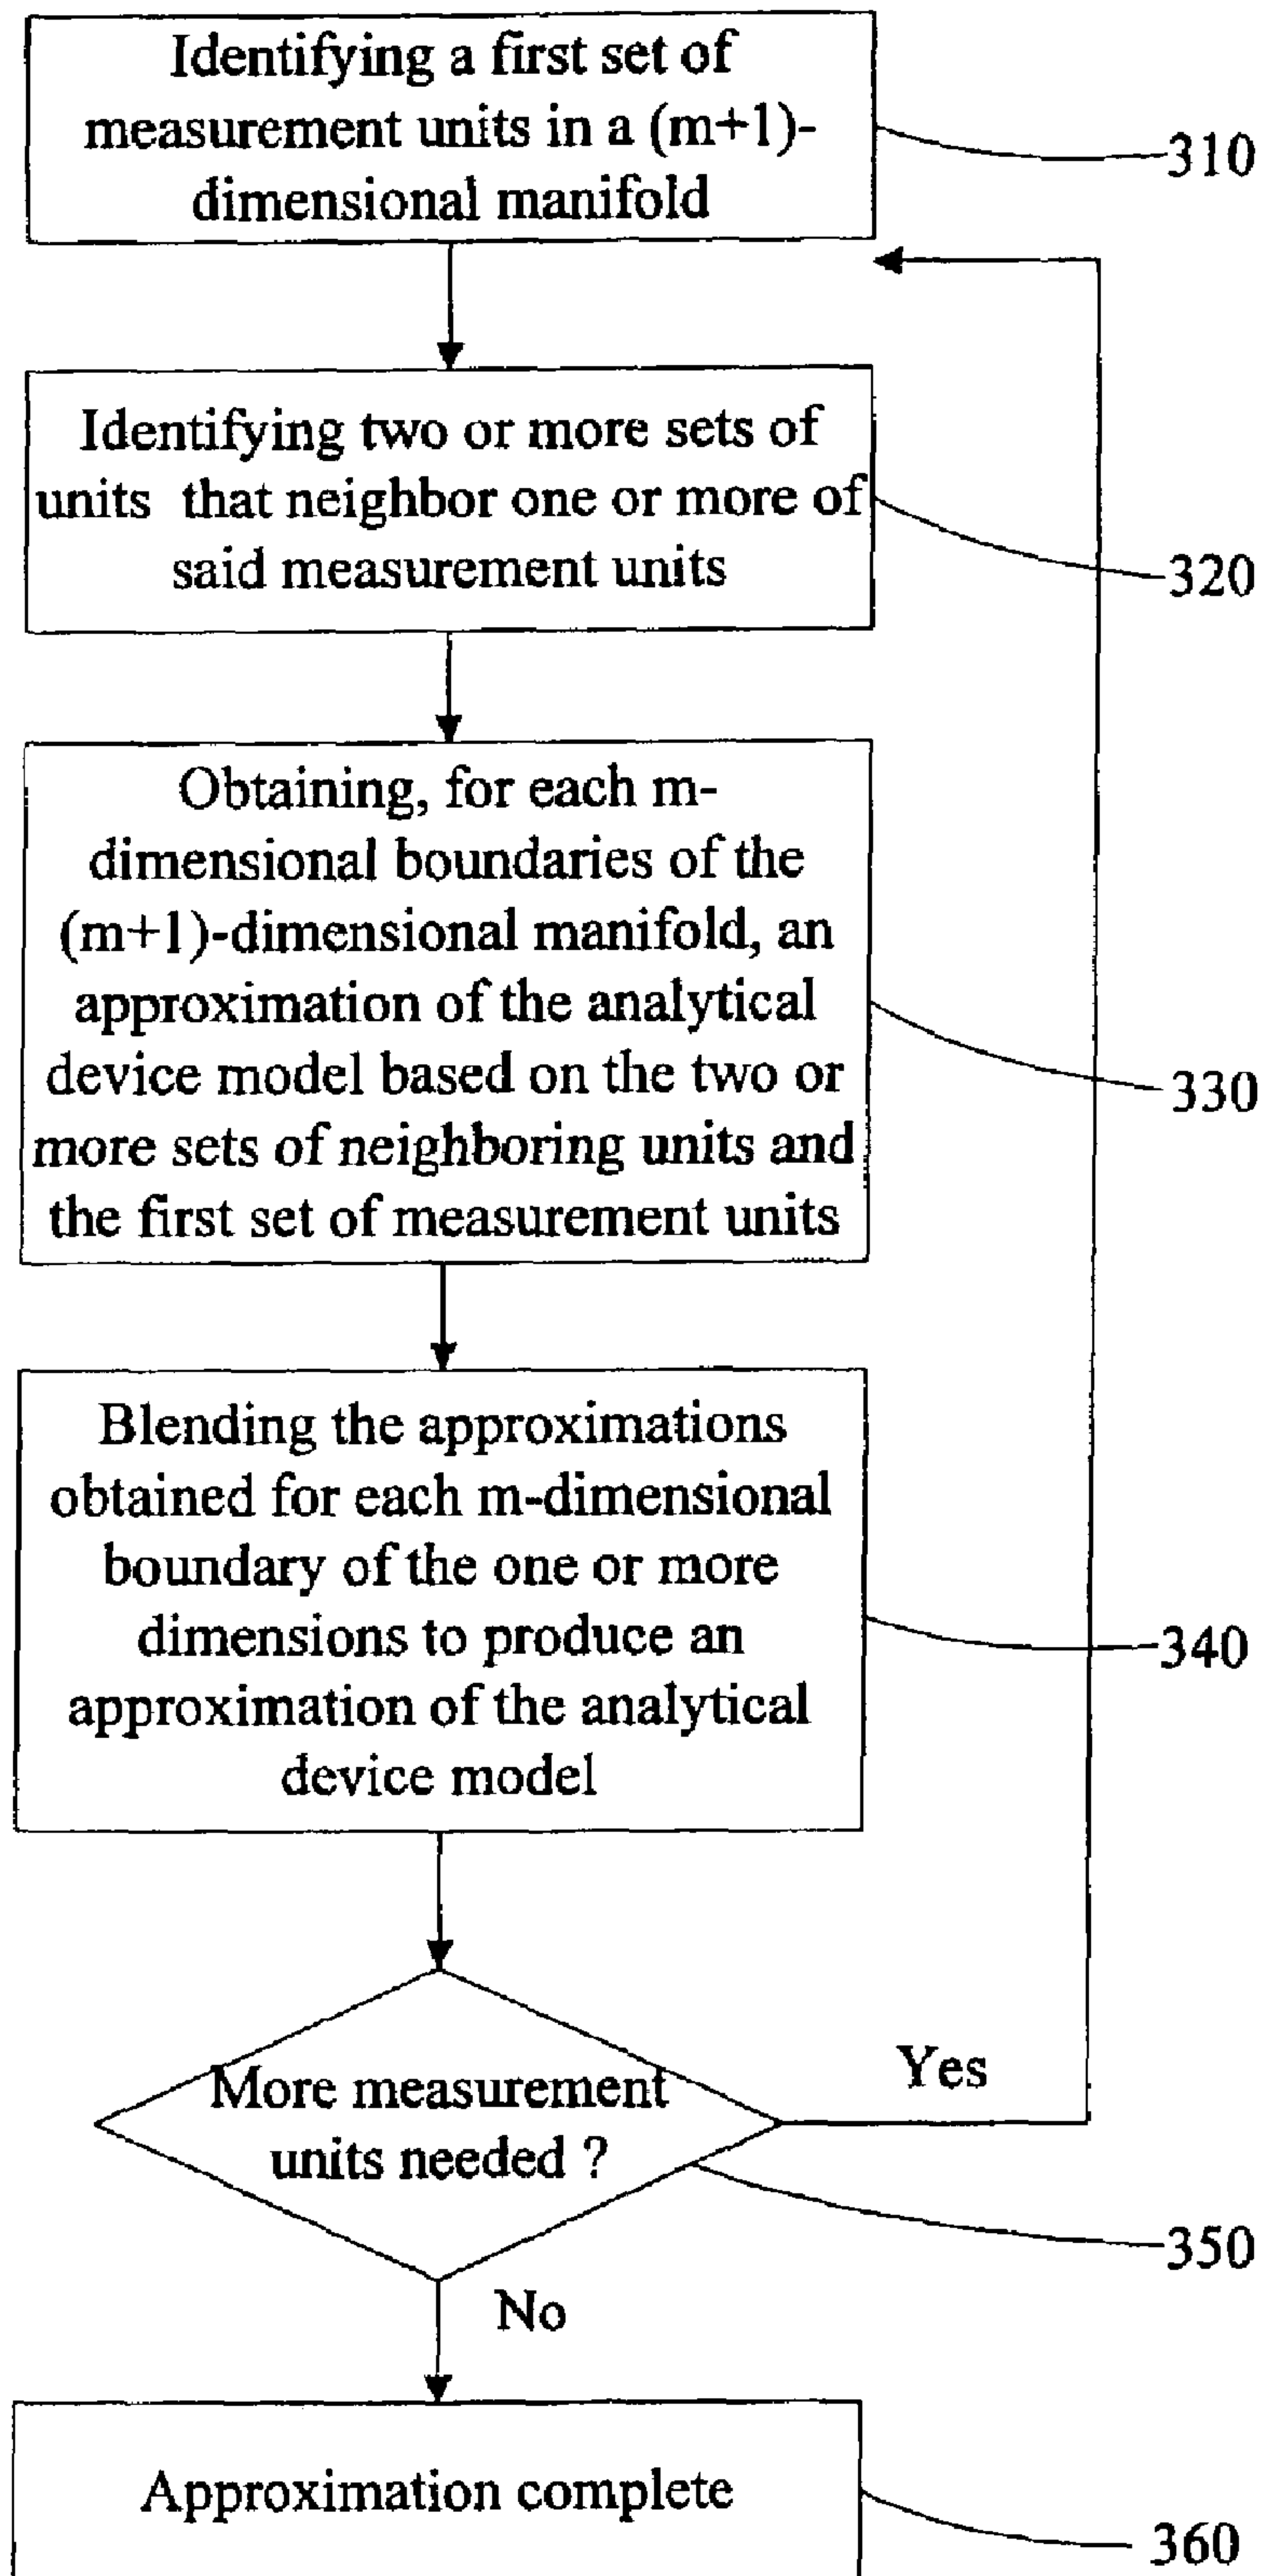 Identifying a first set of
measurement units in a (m+1)-
dimensional manifold
310
Identifying two or more sets of
units that neighbor one or more of
said measurement units
320
Obtaining, for each m-
dimensional boundaries of the
(m+1)-dimensional manifold, an
approximation of the analytical
device model based on the two or
more sets of neighboring units and
the first set of measurement units
330
Blending the approximations
obtained for each m-dimensional
boundary of the one or more
dimensions to produce an
approximation of the analytical
device model
340
More measurement
units needed ?
Yes
350
No
Approximation complete
360